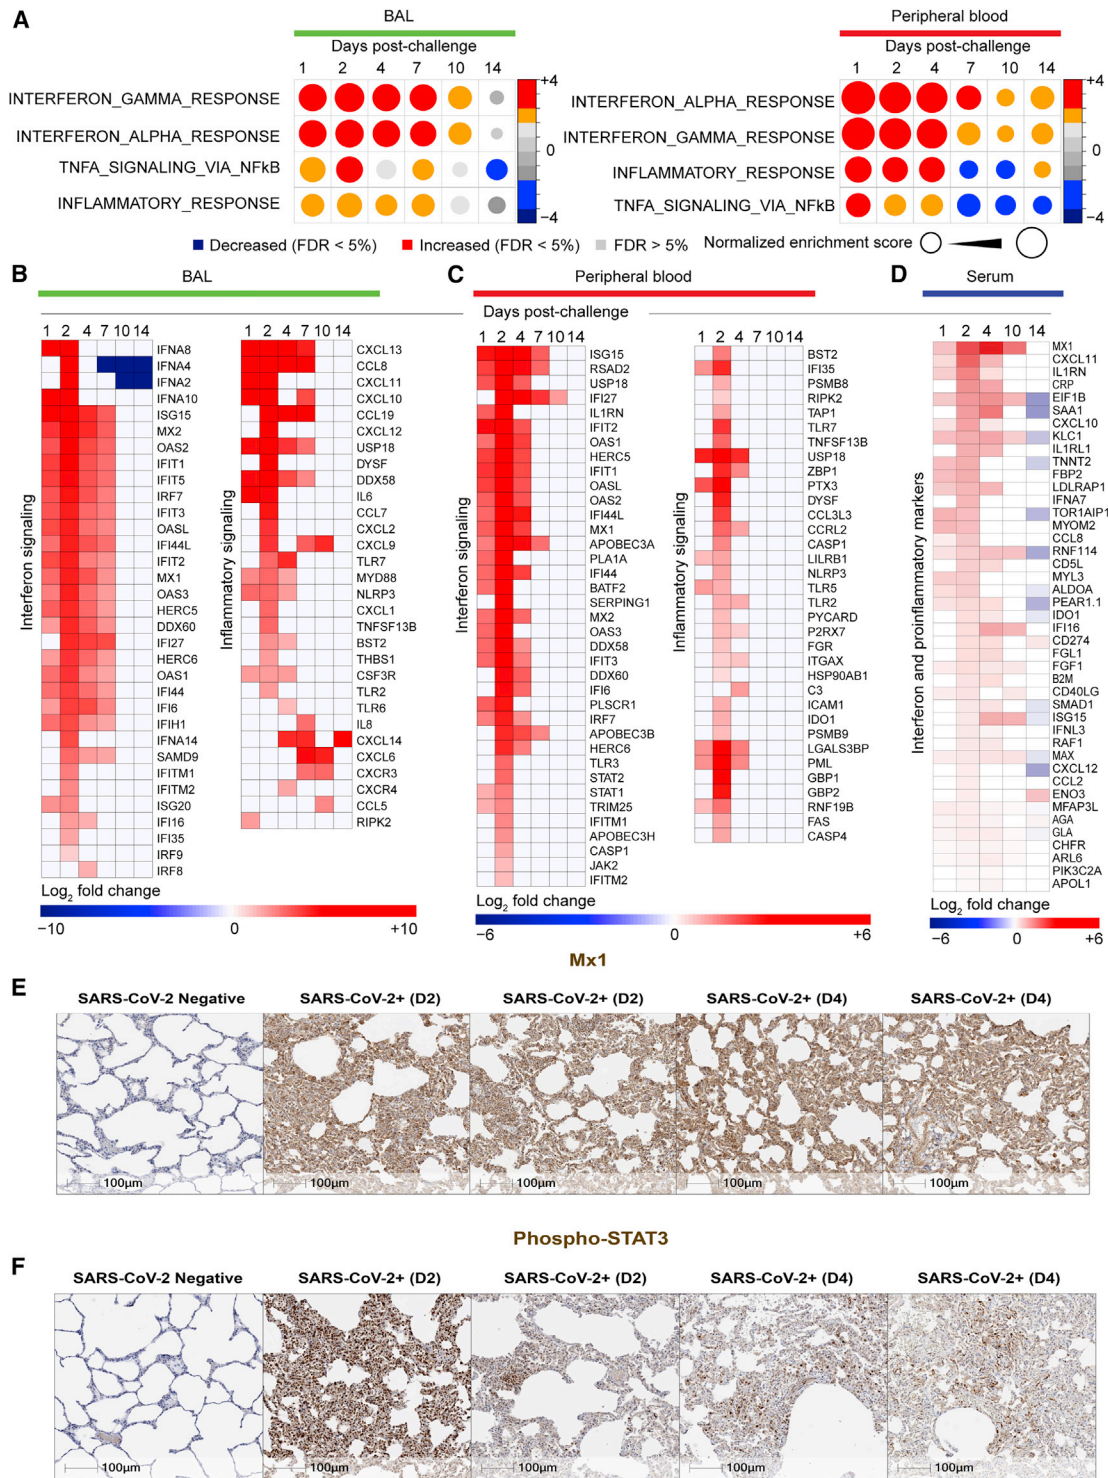 A
BAL
Days post-challenge
1 2 4 7 10 14
INTERFERON_GAMMA_RESPONSE
INTERFERON_ALPHA_RESPONSE
TNFA_SIGNALING_VIA_NFkB
INFLAMMATORY_RESPONSE
+4
0
−4
Peripheral blood
Days post-challenge
1 2 4 7 10 14
INTERFERON_ALPHA_RESPONSE
INTERFERON_GAMMA_RESPONSE
INFLAMMATORY_RESPONSE
TNFA_SIGNALING_VIA_NFkB
+4
0
−4
Decreased (FDR < 5%) Increased (FDR < 5%) FDR > 5% Normalized enrichment score
B
BAL
1 2 4 7 10 14
Interferon signaling
IFNA8
IFNA4
IFNA2
IFNA10
ISG15
MX2
OAS2
IFIT1
IFIT5
IRF7
IFIT3
OASL
IFI44L
IFIT2
MX1
OAS3
HERC5
DDX60
IFI27
HERC6
OAS1
IFI44
IFI6
IFIH1
IFNA14
SAMD9
IFITM1
IFITM2
ISG20
IFI16
IFI35
IRF9
IRF8
1 2 4 7 10 14
Inflammatory signaling
CXCL13
CCL8
CXCL11
CXCL10
CCL19
CXCL12
USP18
DYSF
DDX58
IL6
CCL7
CXCL2
CXCL9
TLR7
MYD88
NLRP3
CXCL1
TNFSF13B
BST2
THBS1
CSF3R
TLR2
TLR6
IL8
CXCL14
CXCL6
CXCR3
CXCR4
CCL5
RIPK2
Log2 fold change
−10 0 +10
C
Peripheral blood
Days post-challenge
1 2 4 7 10 14
Interferon signaling
ISG15
RSAD2
USP18
IFI27
IL1RN
IFIT2
OAS1
HERC5
IFIT1
OASL
OAS2
IFI44L
MX1
APOBEC3A
PLA1A
IFI44
BATF2
SERPING1
MX2
OAS3
DDX58
IFIT3
DDX60
IFI6
PLSCR1
IRF7
APOBEC3B
HERC6
TLR3
STAT2
STAT1
TRIM25
IFITM1
APOBEC3H
CASP1
JAK2
IFITM2
1 2 4 7 10 14
Inflammatory signaling
BST2
IFI35
PSMB8
RIPK2
TAP1
TLR7
TNFSF13B
USP18
ZBP1
PTX3
DYSF
CCL3L3
CCRL2
CASP1
LILRB1
NLRP3
TLR5
TLR2
PYCARD
P2RX7
FGR
ITGAX
HSP90AB1
C3
ICAM1
IDO1
PSMB9
LGALS3BP
PML
GBP1
GBP2
RNF19B
FAS
CASP4
Log2 fold change
−6 0 +6
D
Serum
1 2 4 10 14
Interferon and proinflammatory markers
MX1
CXCL11
IL1RN
CRP
EIF1B
SAA1
CXCL10
KLC1
IL1RL1
TNNT2
FBP2
LDLRAP1
IFNA7
TOR1AIP1
MYOM2
CCL8
RNF114
CD5L
MYL3
ALDOA
PEAR1.1
IDO1
IFI16
CD274
FGL1
FGF1
B2M
CD40LG
SMAD1
ISG15
IFNL3
RAF1
MAX
CXCL12
CCL2
ENO3
MFAP3L
AGA
GLA
CHFR
ARL6
PIK3C2A
APOL1
Log2 fold change
−6 0 +6
Mx1
E
SARS-CoV-2 Negative SARS-CoV-2+ (D2) SARS-CoV-2+ (D2) SARS-CoV-2+ (D4) SARS-CoV-2+ (D4)
100µm 100µm 100µm 100µm 100µm
Phospho-STAT3
F
SARS-CoV-2 Negative SARS-CoV-2+ (D2) SARS-CoV-2+ (D2) SARS-CoV-2+ (D4) SARS-CoV-2+ (D4)
100µm 100µm 100µm 100µm 100µm